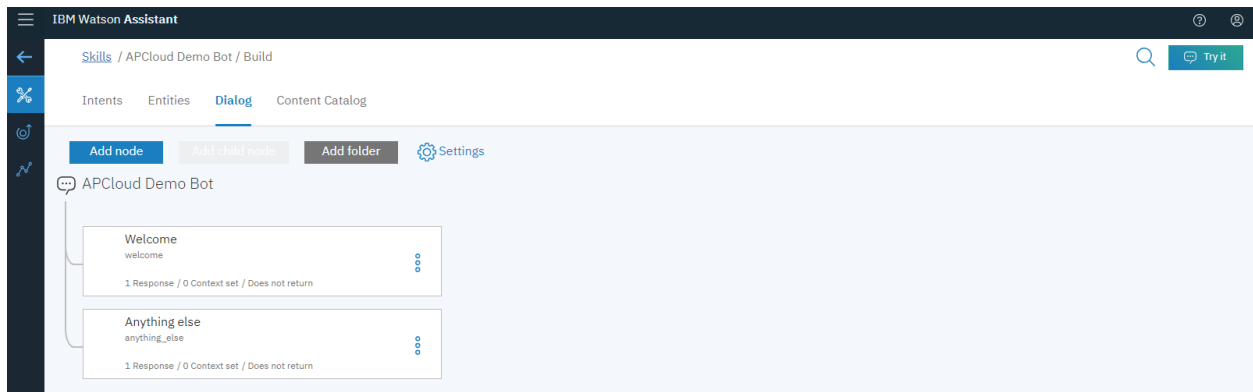 IBM Watson Assistant
Skills / APCloud Demo Bot / Build
Try it
Intents Entities Dialog Content Catalog
Add node Add child node Add folder Settings
APCloud Demo Bot
Welcome
welcome
1 Response / 0 Context set / Does not return
Anything else
anything_else
1 Response / 0 Context set / Does not return